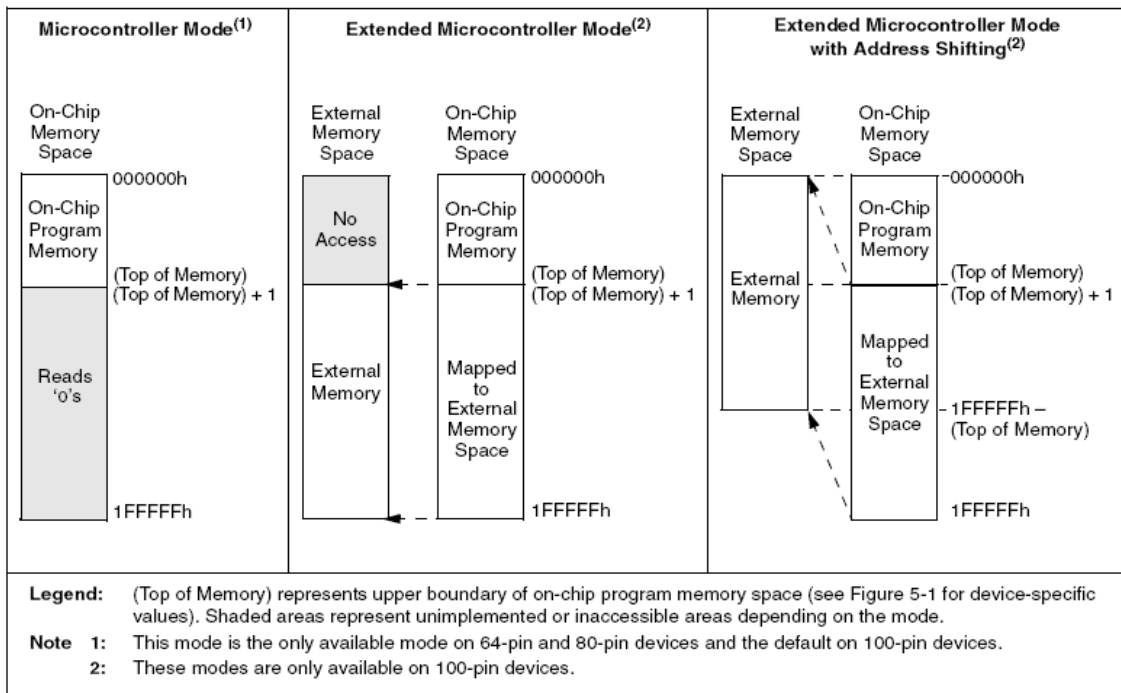 Microcontroller Mode(1)
On-Chip
Memory
Space
000000h
On-Chip
Program
Memory
(Top of Memory)
(Top of Memory) + 1
Reads
‘0’s
1FFFFFh
Extended Microcontroller Mode(2)
External
Memory
Space
On-Chip
Memory
Space
000000h
No
Access
On-Chip
Program
Memory
(Top of Memory)
(Top of Memory) + 1
External
Memory
Mapped
to
External
Memory
Space
1FFFFFh
Extended Microcontroller Mode
with Address Shifting(2)
External
Memory
Space
On-Chip
Memory
Space
000000h
On-Chip
Program
Memory
External
Memory
(Top of Memory)
(Top of Memory) + 1
Mapped
to
External
Memory
Space
1FFFFFh –
(Top of Memory)
1FFFFFh
Legend: (Top of Memory) represents upper boundary of on-chip program memory space (see Figure 5-1 for device-specific
values). Shaded areas represent unimplemented or inaccessible areas depending on the mode.
Note 1: This mode is the only available mode on 64-pin and 80-pin devices and the default on 100-pin devices.
2: These modes are only available on 100-pin devices.